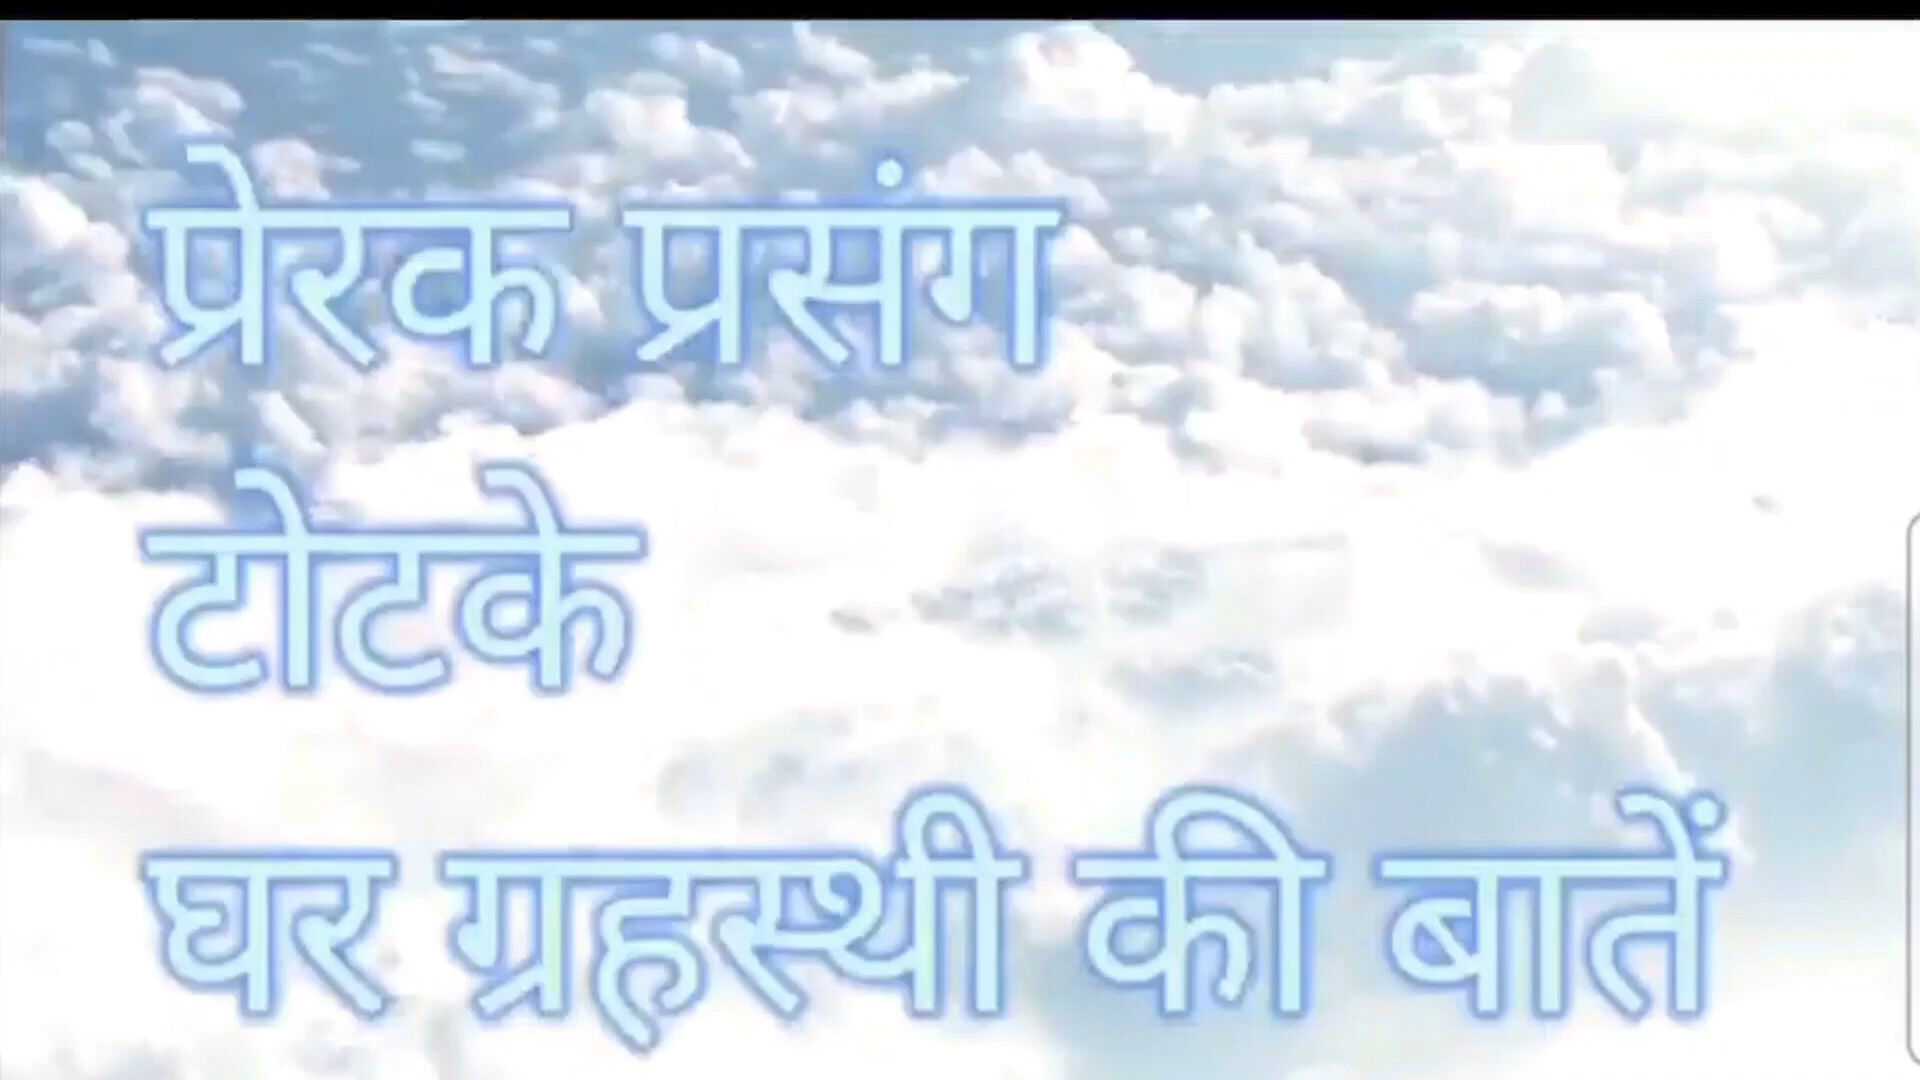 प्रेरक प्रसंग
टोटके
घर ग्रहस्थी की बातें